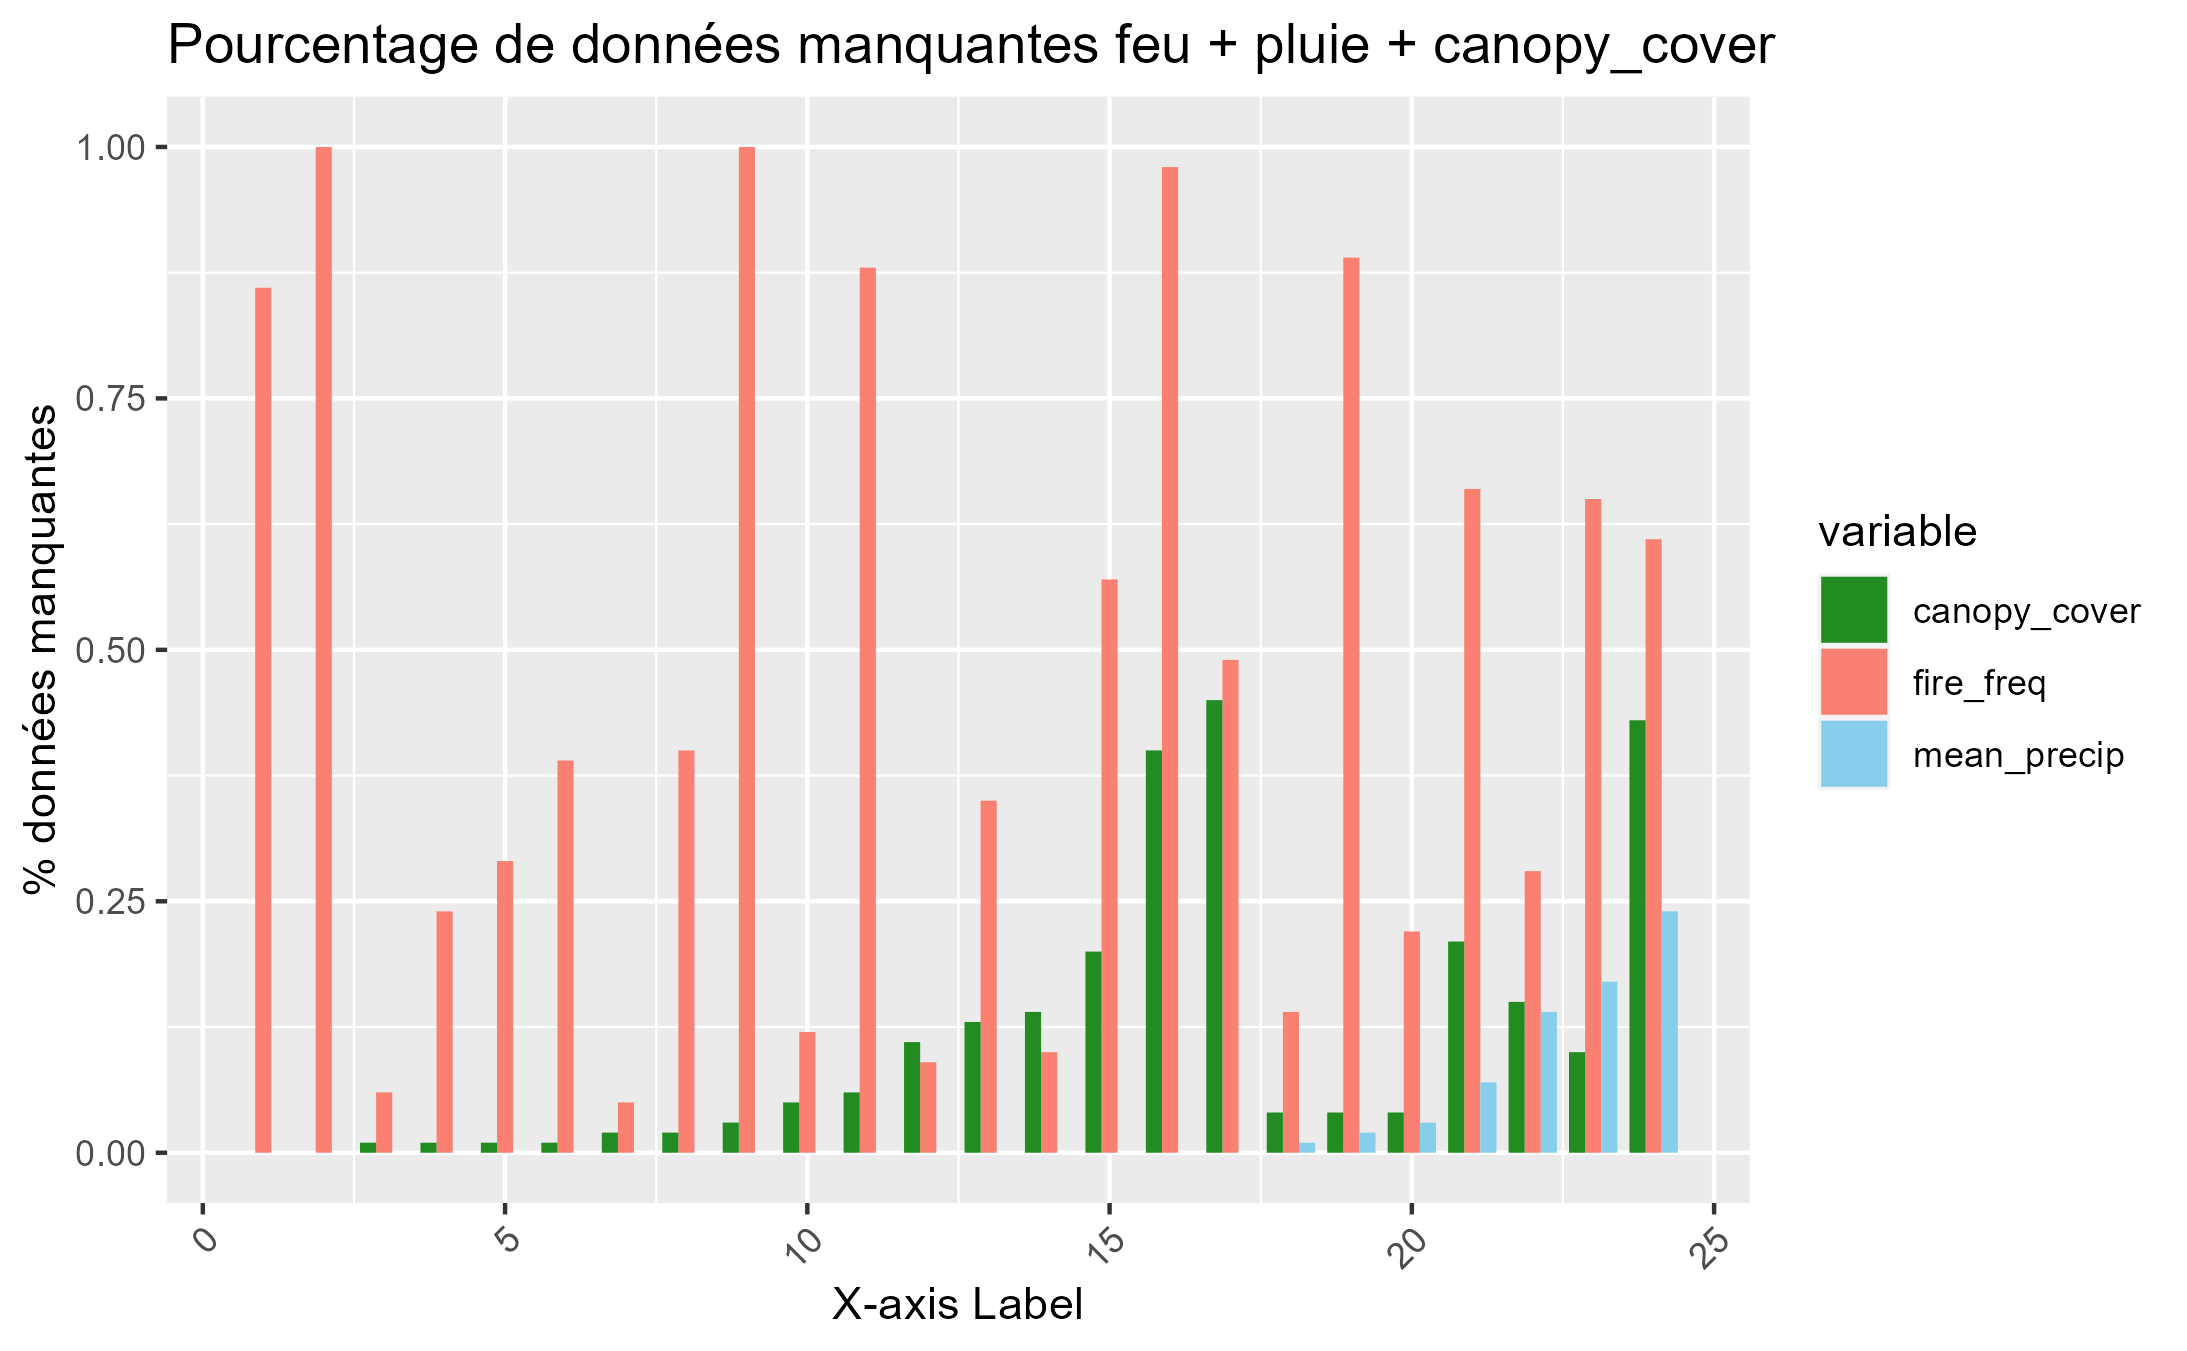 Pourcentage de données manquantes feu + pluie + canopy_cover
% données manquantes
1.00
0.75
0.50
0.25
0.00
0
5
10
15
20
25
X-axis Label
variable
canopy_cover
fire_freq
mean_precip